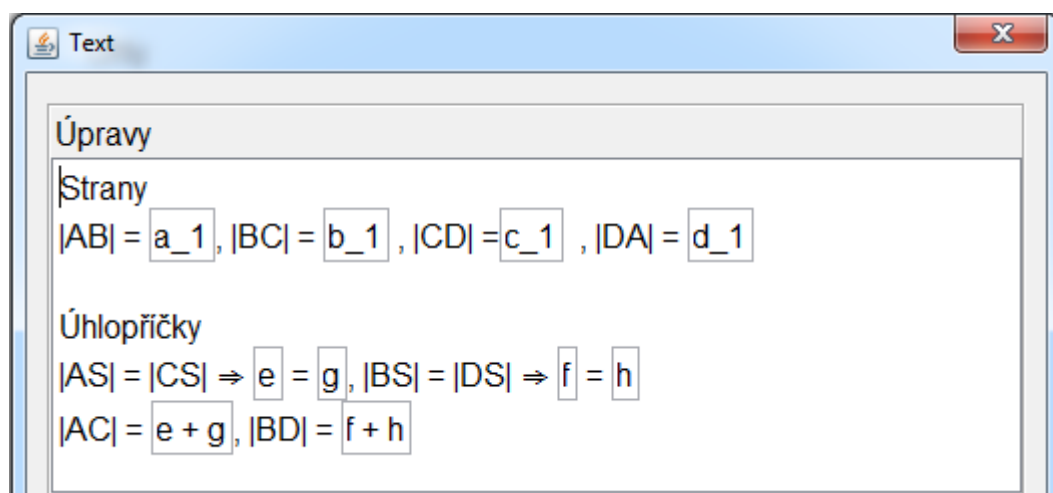 Text
Úpravy
Strany
|AB| = a_1, |BC| = b_1 , |CD| =c_1 , |DA| = d_1
Úhlopříčky
|AS| = |CS| ⇒ e = g, |BS| = |DS| ⇒ f = h
|AC| = e + g, |BD| = f + h